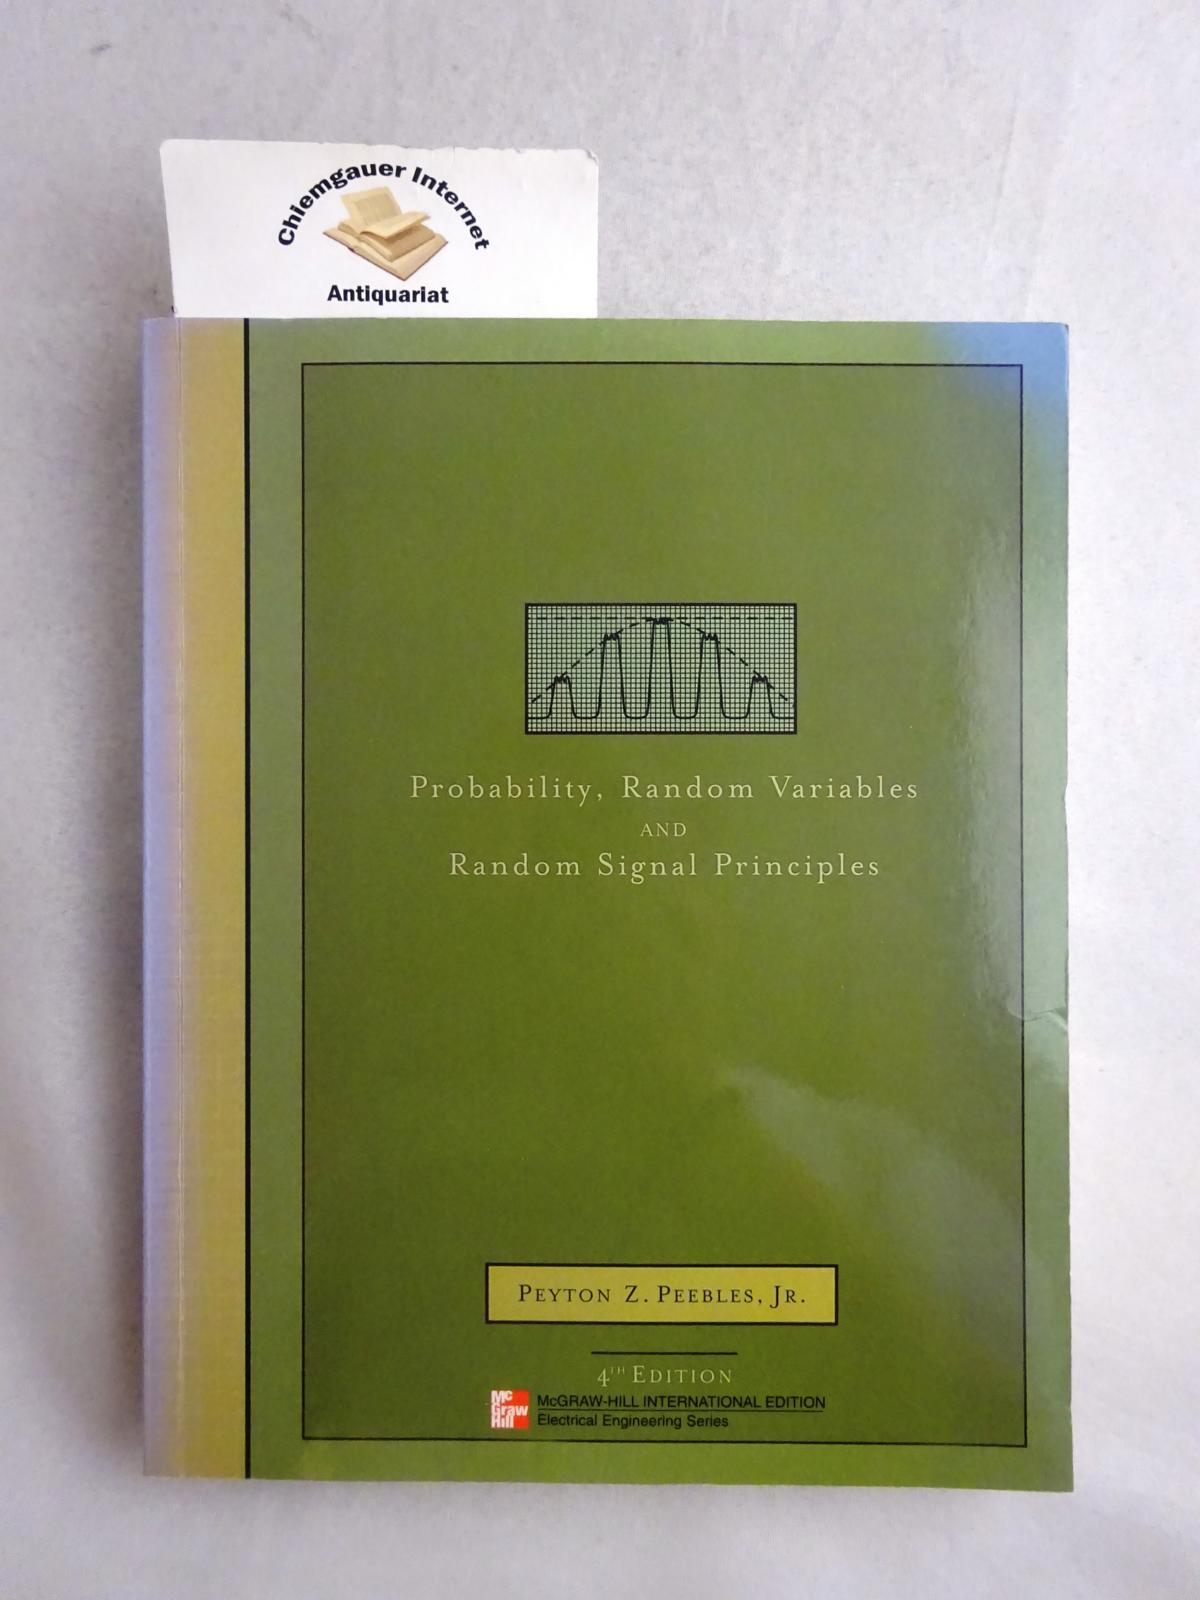 Chiemgauer Internet
Antiquariat
Probability, Random Variables
AND
Random Signal Principles
PEYTON Z. PEEBLES, JR.
4TH EDITION
Mc
Graw
Hill
McGRAW-HILL INTERNATIONAL EDITION
Electrical Engineering Series